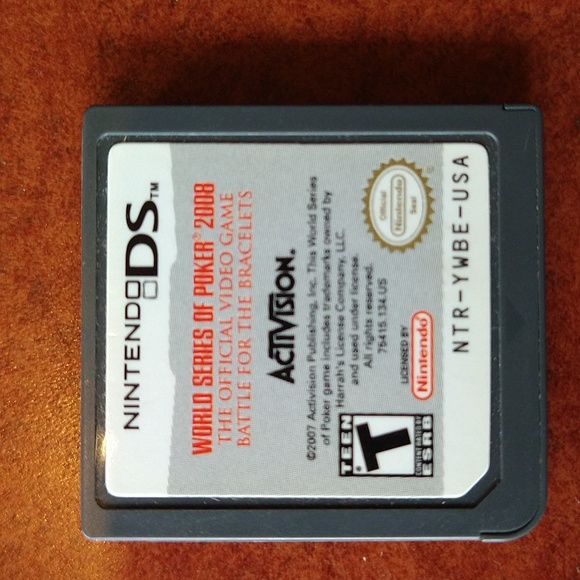 NINTENDO DS™
WORLD SERIES OF POKER® 2008
THE OFFICIAL VIDEO GAME
BATTLE FOR THE BRACELETS
ACTIVISION.
©2007 Activision Publishing, Inc. This World Series
of Poker game includes trademarks owned by
Harrah's License Company, LLC.
and used under license.
All rights reserved.
75415.134.US
TEEN
T
CONTENT RATED BY
ESRB
LICENSED BY
Nintendo
Official
Nintendo
Seal
NTR-YWBE-USA